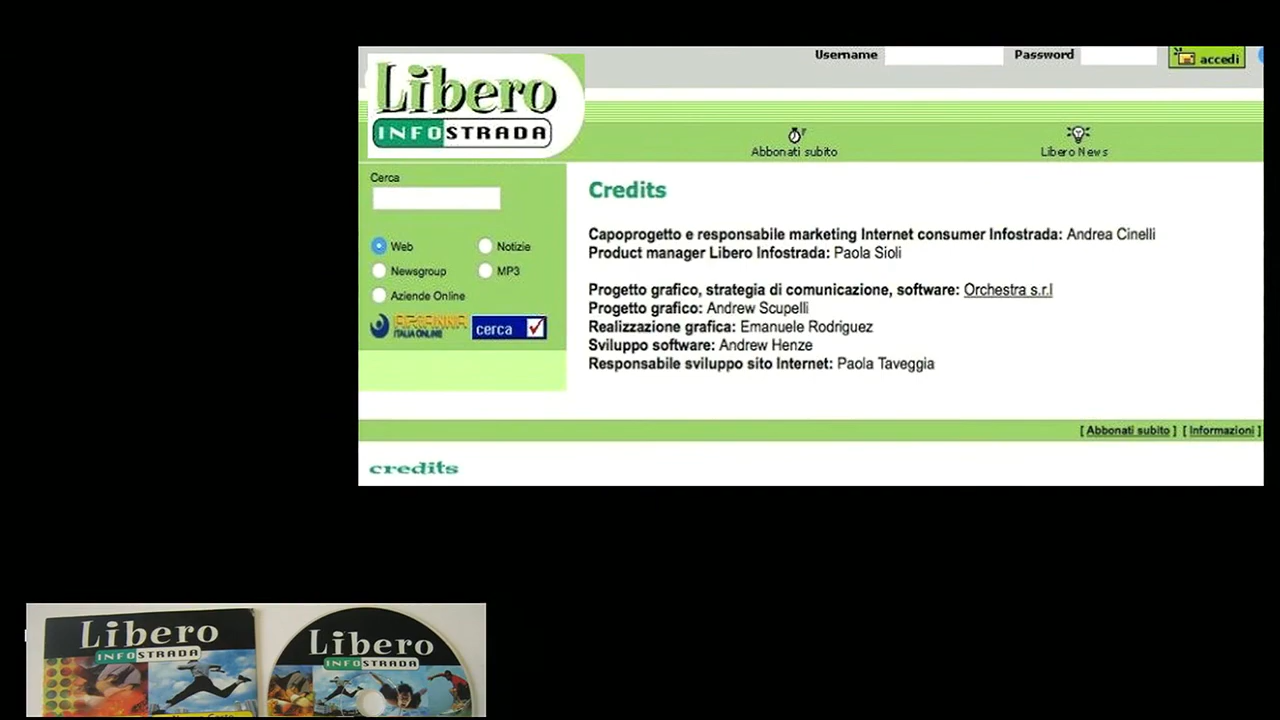 Username Password accedi
Libero
INFOSTRADA
Abbonati subito Libero News
Cerca
Credits
Capoprogetto e responsabile marketing Internet consumer Infostrada: Andrea Cinelli
Product manager Libero Infostrada: Paola Sioli
Web Notizie
Newsgroup MP3
Aziende Online
Progetto grafico, strategia di comunicazione, software: Orchestra s.r.l
Progetto grafico: Andrew Scupelli
Realizzazione grafica: Emanuele Rodriguez
Sviluppo software: Andrew Henze
Responsabile sviluppo sito Internet: Paola Taveggia
ARIANNA
ITALIA ONLINE
cerca
[ Abbonati subito ] [ Informazioni ]
credits
Libero
INFOSTRADA
Libero
INFOSTRADA